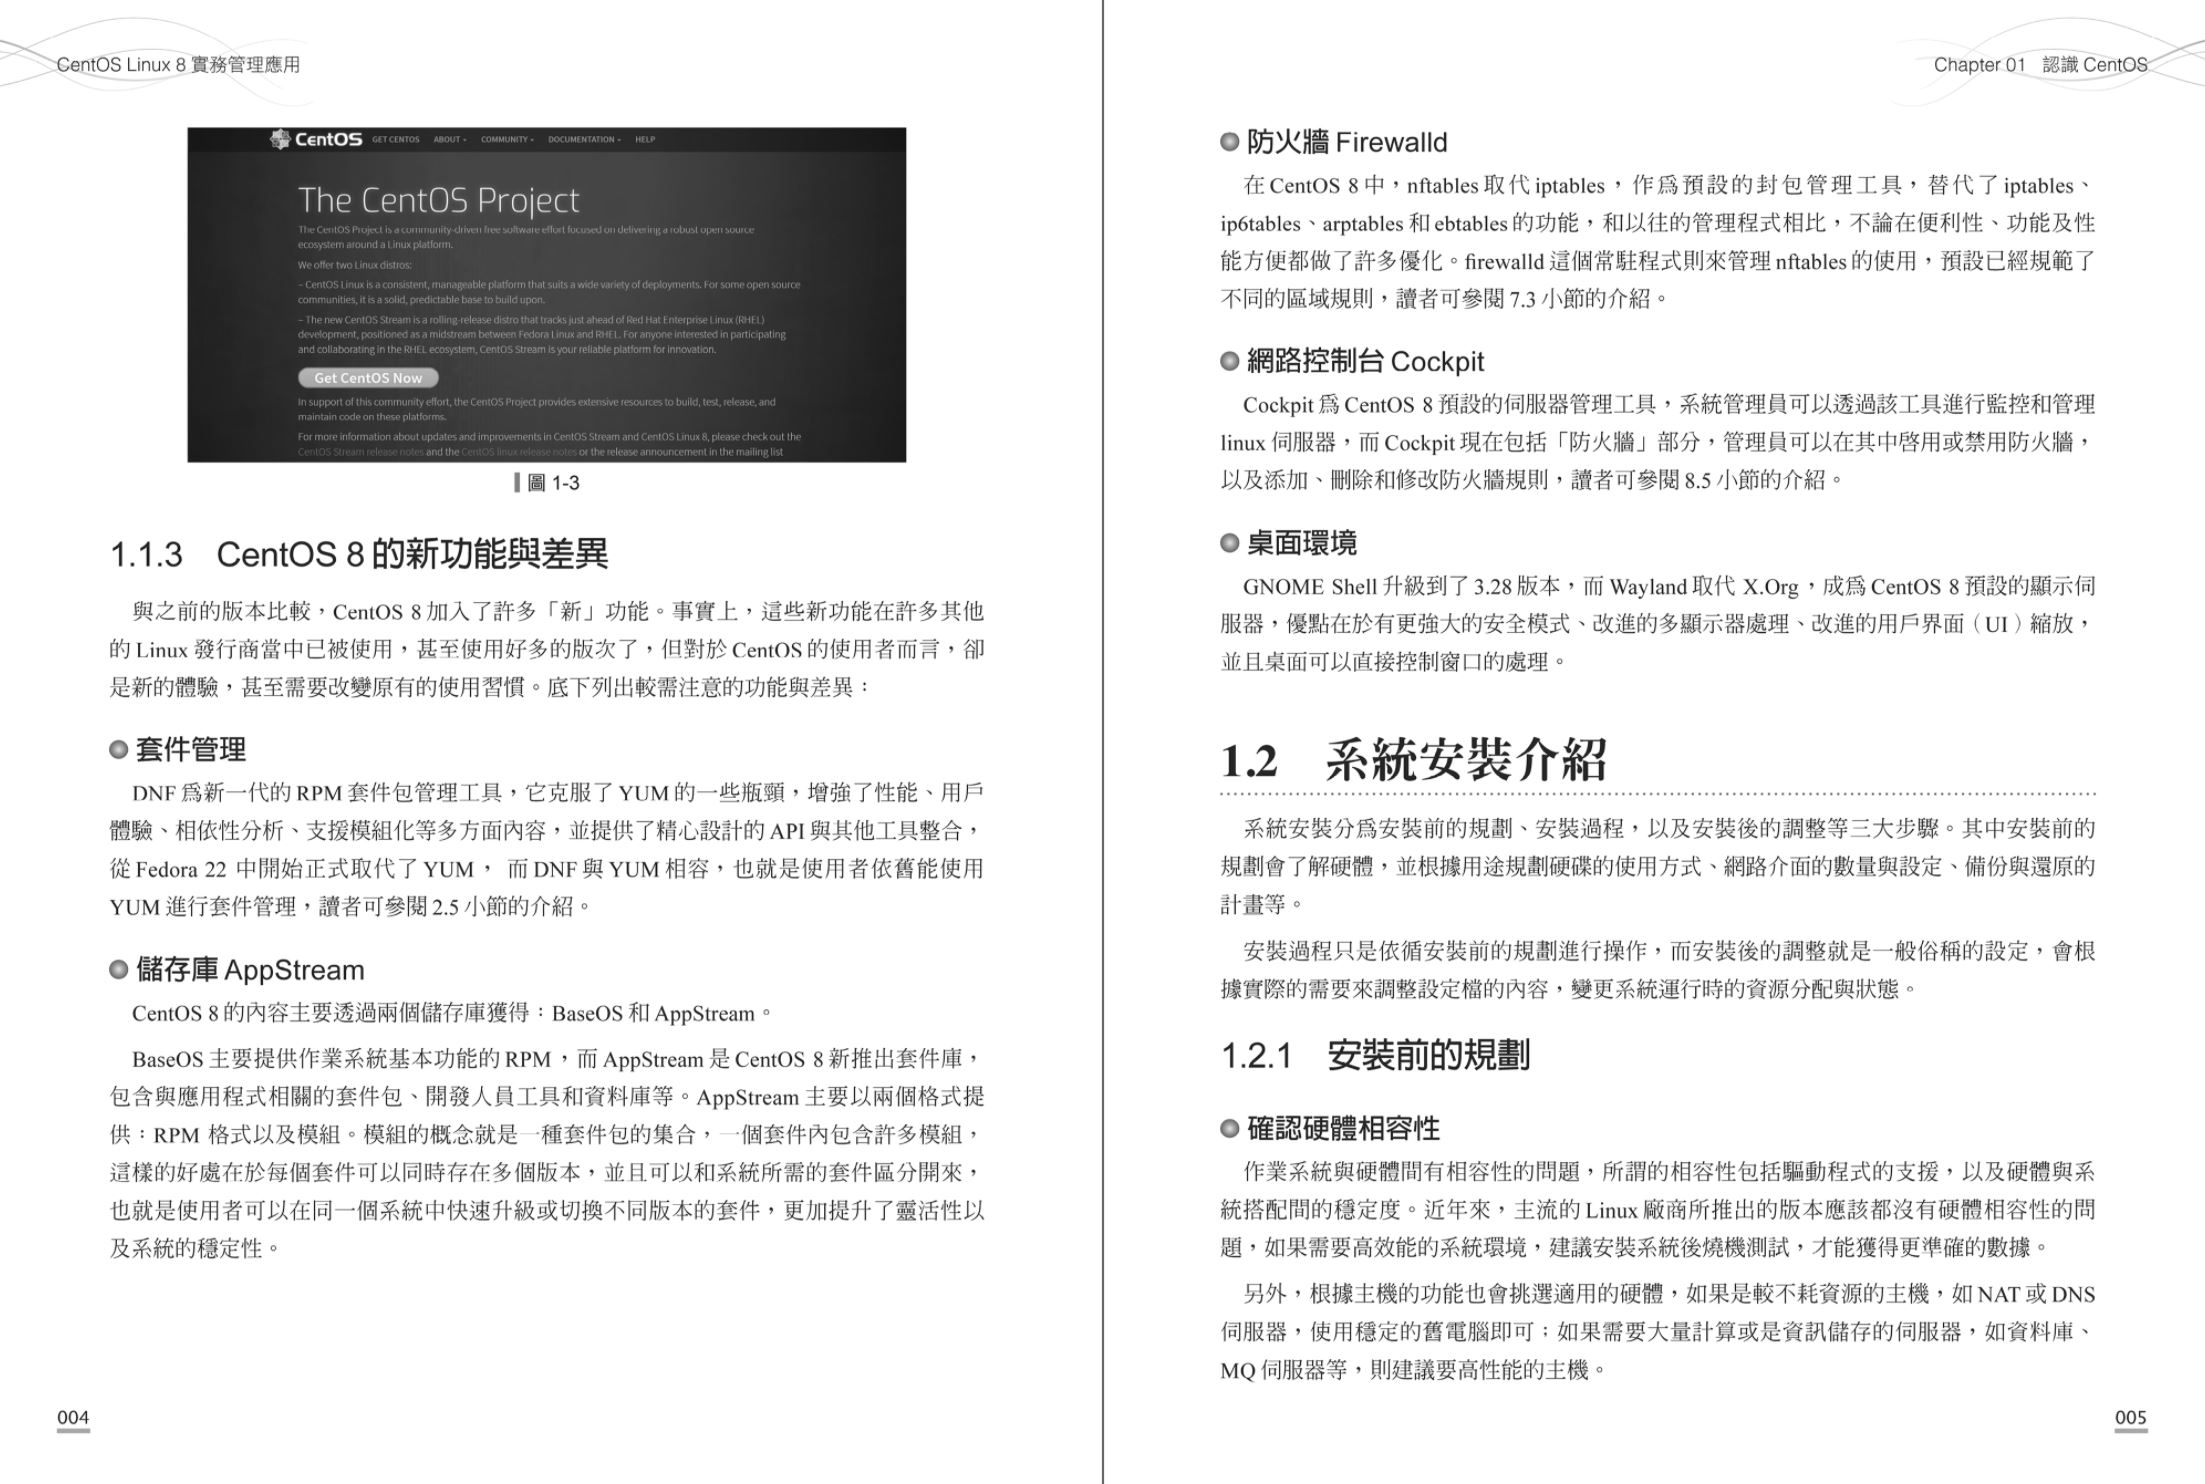 CentOS Linux 8 實務管理應用
CentOS
GET CENTOS
ABOUT
COMMUNITY
DOCUMENTATION
HELP
The CentOS Project
The CentOS Project is a community-driven free software effort focused on delivering a robust open source
ecosystem around a Linux platform.
We offer two Linux distros:
– CentOS Linux is a consistent, manageable platform that suits a wide variety of deployments. For some open source
communities, it is a solid, predictable base to build upon.
– The new CentOS Stream is a rolling-release distro that tracks just ahead of Red Hat Enterprise Linux (RHEL)
development, positioned as a midstream between Fedora Linux and RHEL. For anyone interested in participating
and collaborating in the RHEL ecosystem, CentOS Stream is your reliable platform for innovation.
Get CentOS Now
In support of this community effort, the CentOS Project provides extensive resources to build, test, release, and
maintain code on these platforms.
For more information about updates and improvements in CentOS Stream and CentOS Linux 8, please check out the
CentOS Stream release notes and the CentOS linux release notes or the release announcement in the mailing list
圖 1-3
1.1.3 CentOS 8 的新功能與差異
與之前的版本比較，CentOS 8 加入了許多「新」功能。事實上，這些新功能在許多其他
的 Linux 發行商當中已被使用，甚至使用好多的版次了，但對於 CentOS 的使用者而言，卻
是新的體驗，甚至需要改變原有的使用習慣。底下列出較需注意的功能與差異：
套件管理
DNF 爲新一代的 RPM 套件包管理工具，它克服了 YUM 的一些瓶頸，增強了性能、用戶
體驗、相依性分析、支援模組化等多方面內容，並提供了精心設計的 API 與其他工具整合，
從 Fedora 22 中開始正式取代了 YUM， 而 DNF 與 YUM 相容，也就是使用者依舊能使用
YUM 進行套件管理，讀者可參閱 2.5 小節的介紹。
儲存庫 AppStream
CentOS 8 的內容主要透過兩個儲存庫獲得：BaseOS 和 AppStream。
BaseOS 主要提供作業系統基本功能的 RPM，而 AppStream 是 CentOS 8 新推出套件庫，
包含與應用程式相關的套件包、開發人員工具和資料庫等。AppStream 主要以兩個格式提
供：RPM 格式以及模組。模組的概念就是一種套件包的集合，一個套件內包含許多模組，
這樣的好處在於每個套件可以同時存在多個版本，並且可以和系統所需的套件區分開來，
也就是使用者可以在同一個系統中快速升級或切換不同版本的套件，更加提升了靈活性以
及系統的穩定性。
004
Chapter 01 認識 CentOS
防火牆 Firewalld
在 CentOS 8 中，nftables 取代 iptables，作爲預設的封包管理工具，替代了 iptables、
ip6tables、arptables 和 ebtables 的功能，和以往的管理程式相比，不論在便利性、功能及性
能方便都做了許多優化。firewalld 這個常駐程式則來管理 nftables 的使用，預設已經規範了
不同的區域規則，讀者可參閱 7.3 小節的介紹。
網路控制台 Cockpit
Cockpit 爲 CentOS 8 預設的伺服器管理工具，系統管理員可以透過該工具進行監控和管理
linux 伺服器，而 Cockpit 現在包括「防火牆」部分，管理員可以在其中啓用或禁用防火牆，
以及添加、刪除和修改防火牆規則，讀者可參閱 8.5 小節的介紹。
桌面環境
GNOME Shell 升級到了 3.28 版本，而 Wayland 取代 X.Org，成爲 CentOS 8 預設的顯示伺
服器，優點在於有更強大的安全模式、改進的多顯示器處理、改進的用戶界面（UI）縮放，
並且桌面可以直接控制窗口的處理。
1.2 系統安裝介紹
系統安裝分爲安裝前的規劃、安裝過程，以及安裝後的調整等三大步驟。其中安裝前的
規劃會了解硬體，並根據用途規劃硬碟的使用方式、網路介面的數量與設定、備份與還原的
計畫等。
安裝過程只是依循安裝前的規劃進行操作，而安裝後的調整就是一般俗稱的設定，會根
據實際的需要來調整設定檔的內容，變更系統運行時的資源分配與狀態。
1.2.1 安裝前的規劃
確認硬體相容性
作業系統與硬體間有相容性的問題，所謂的相容性包括驅動程式的支援，以及硬體與系
統搭配間的穩定度。近年來，主流的 Linux 廠商所推出的版本應該都沒有硬體相容性的問
題，如果需要高效能的系統環境，建議安裝系統後燒機測試，才能獲得更準確的數據。
另外，根據主機的功能也會挑選適用的硬體，如果是較不耗資源的主機，如 NAT 或 DNS
伺服器，使用穩定的舊電腦即可；如果需要大量計算或是資訊儲存的伺服器，如資料庫、
MQ 伺服器等，則建議要高性能的主機。
005